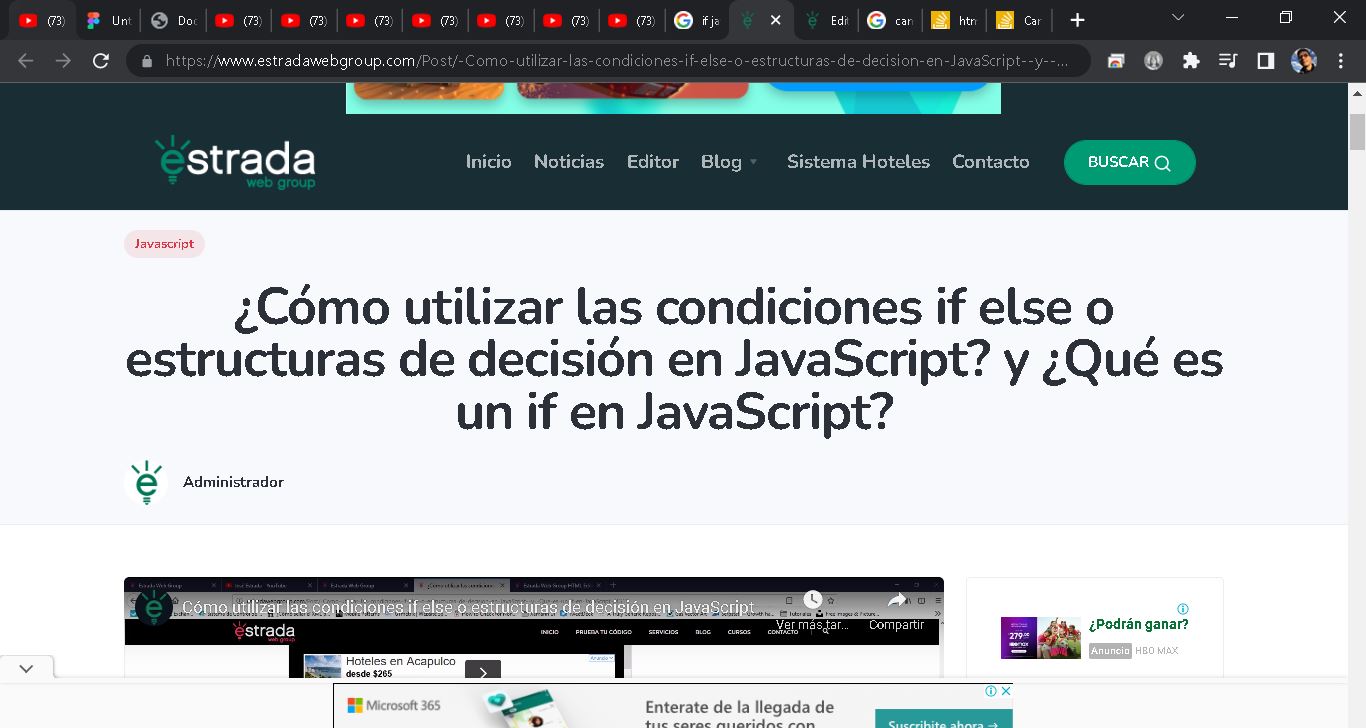 (73)
Unt
Doc
(73)
(73)
(73)
(73)
(73)
(73)
(73)
if ja
Edit
can
htm
Can
https://www.estradawebgroup.com/Post/-Como-utilizar-las-condiciones-if-else-o-estructuras-de-decision-en-JavaScript--y--...
estrada
web group
Inicio
Noticias
Editor
Blog
Sistema Hoteles
Contacto
BUSCAR
Javascript
¿Cómo utilizar las condiciones if else o
estructuras de decisión en JavaScript? y ¿Qué es
un if en JavaScript?
Administrador
Cómo utilizar las condiciones if else o estructuras de decisión en JavaScript
Ver más tar...
Compartir
estrada
web group
INICIO
PRUEBA TU CÓDIGO
SERVICIOS
BLOG
CURSOS
CONTACTO
Hoteles en Acapulco
desde $265
Anuncio
279.00
¿Podrán ganar?
Anuncio HBO MAX
Microsoft 365
Enterate de la llegada de
tus seres queridos con
Suscribite ahora →